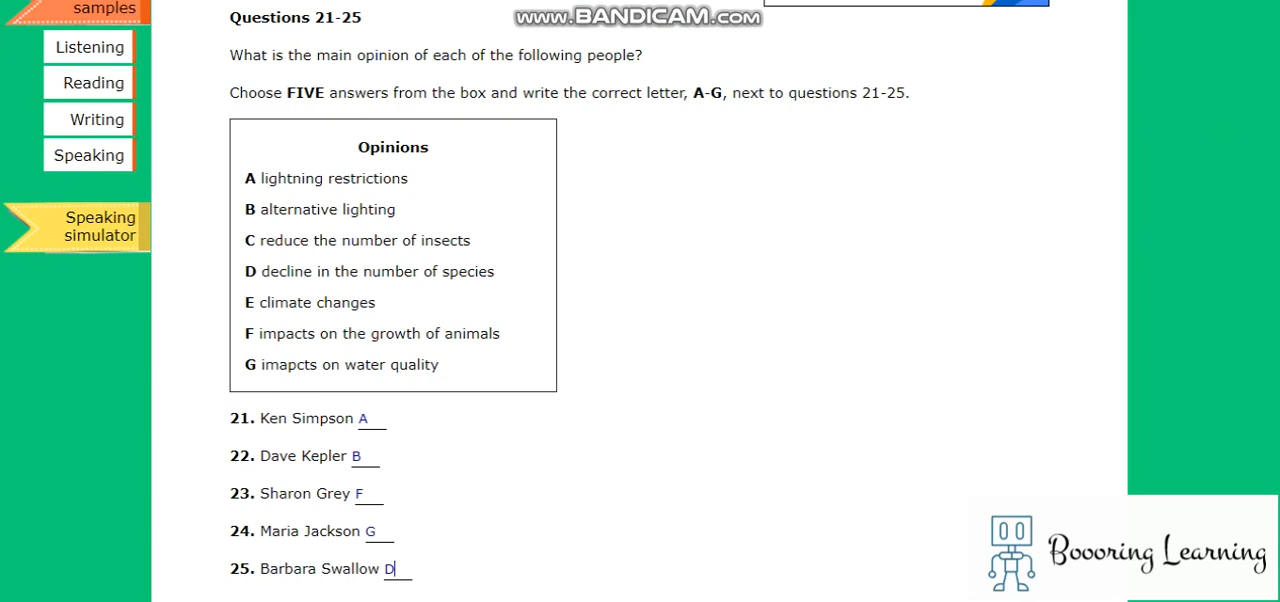 samples
Listening
Reading
Writing
Speaking
Speaking
simulator
www.BANDICAM.com
Questions 21-25
What is the main opinion of each of the following people?
Choose FIVE answers from the box and write the correct letter, A-G, next to questions 21-25.
Opinions
A lightning restrictions
B alternative lighting
C reduce the number of insects
D decline in the number of species
E climate changes
F impacts on the growth of animals
G imapcts on water quality
21. Ken Simpson A
22. Dave Kepler B
23. Sharon Grey F
24. Maria Jackson G
25. Barbara Swallow D
Boooring Learning